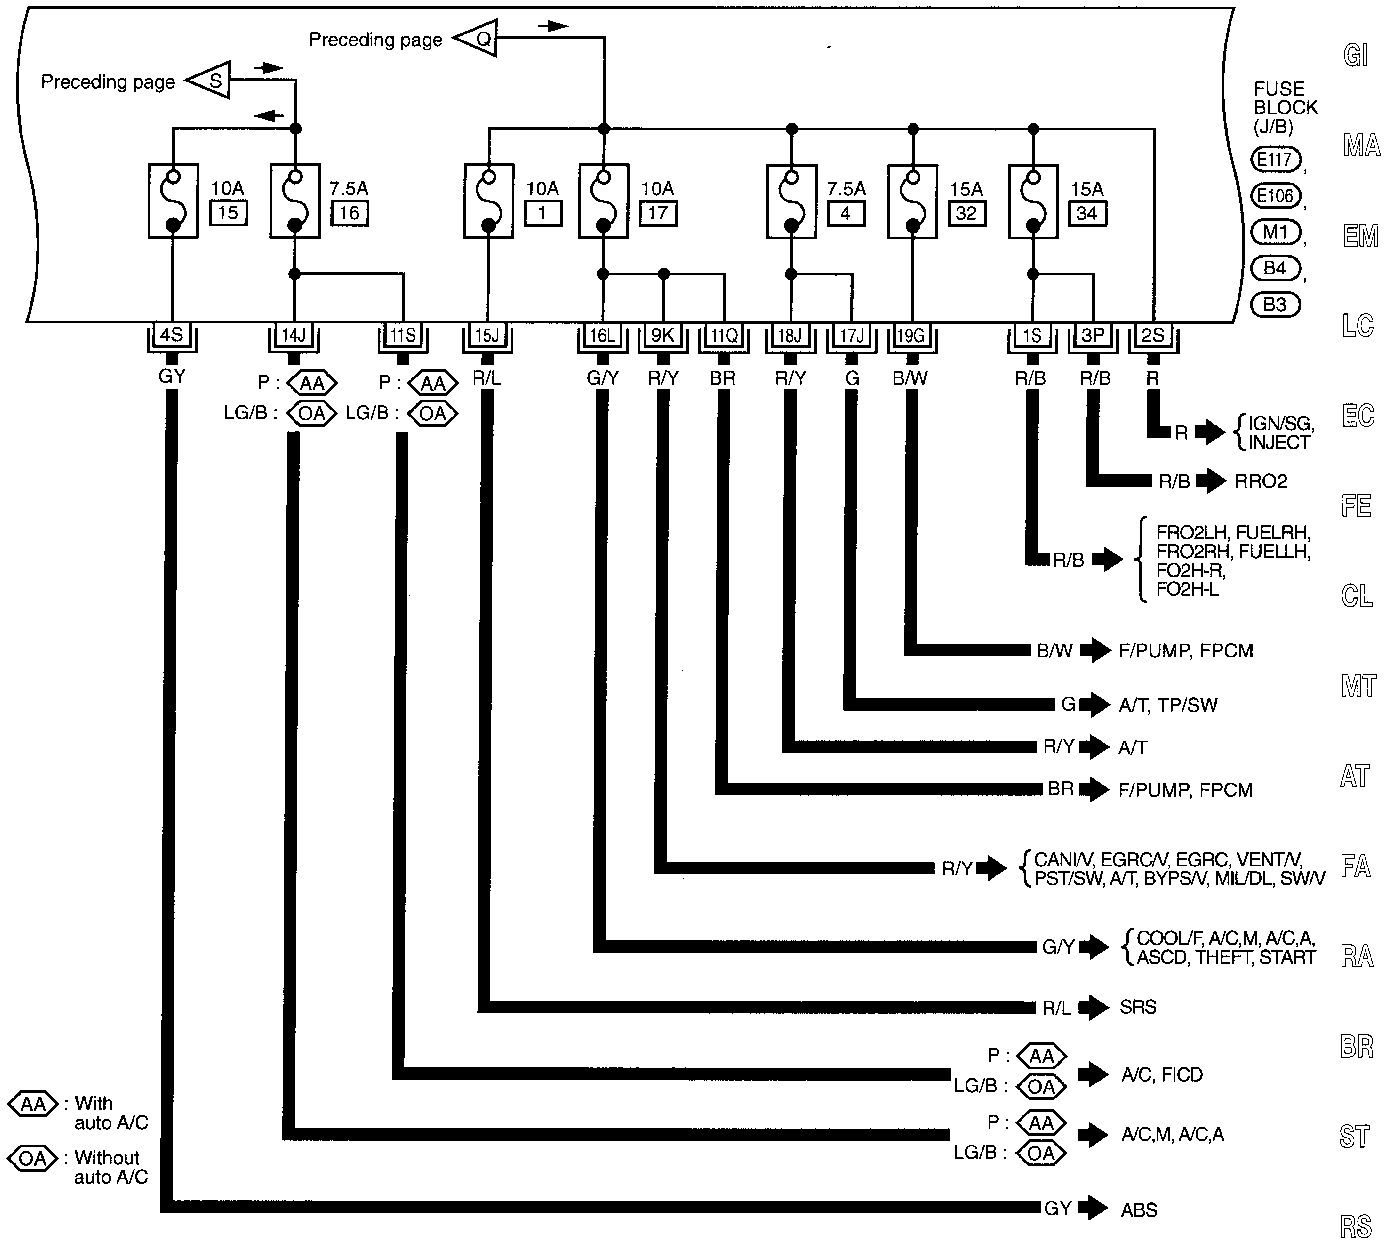 Preceding page Q
Preceding page S
GI
FUSE
BLOCK
(J/B)
E117,
E106,
M1,
B4,
B3
MA
EM
LC
EC
FE
CL
MT
AT
FA
RA
BR
ST
RS
10A
15
7.5A
16
10A
1
10A
17
7.5A
4
15A
32
15A
34
4S
14J
11S
15J
16L
9K
11Q
18J
17J
19G
1S
3P
2S
GY
P : AA
LG/B : OA
P : AA
LG/B : OA
R/L
G/Y
R/Y
BR
R/Y
G
B/W
R/B
R/B
R
R IGN/SG,
INJECT
R/B RRO2
R/B FRO2LH, FUELRH,
FRO2RH, FUELLH,
FO2H-R,
FO2H-L
B/W F/PUMP, FPCM
G A/T, TP/SW
R/Y A/T
BR F/PUMP, FPCM
R/Y CANI/V, EGRC/V, EGRC, VENT/V,
PST/SW, A/T, BYPS/V, MIL/DL, SW/V
G/Y COOL/F, A/C,M, A/C,A,
ASCD, THEFT, START
R/L SRS
P : AA
LG/B : OA
A/C, FICD
P : AA
LG/B : OA
A/C,M, A/C,A
GY ABS
AA : With
auto A/C
OA : Without
auto A/C